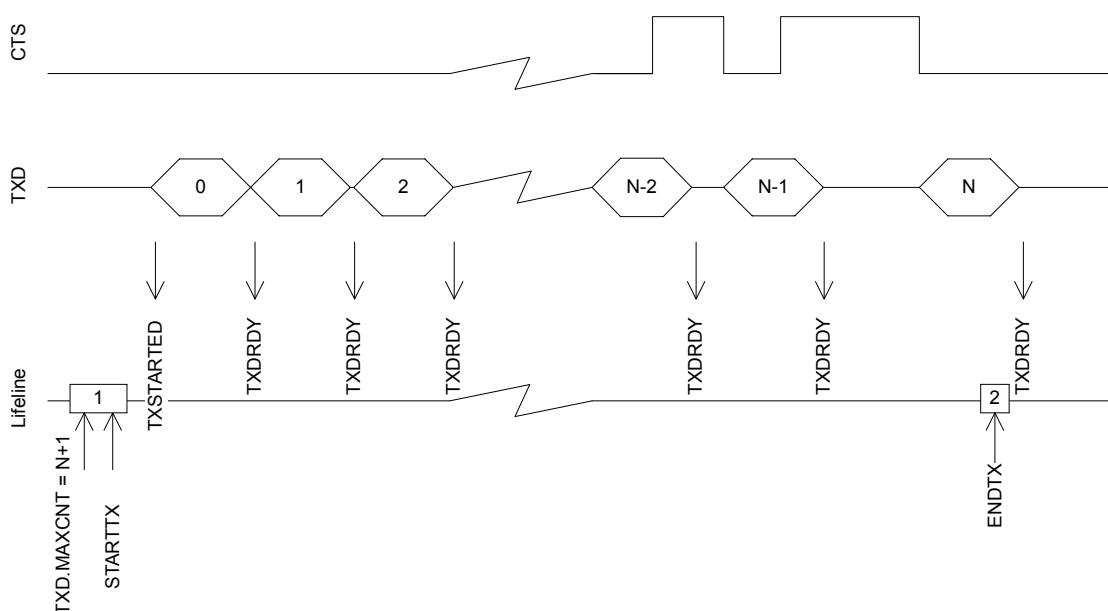 CTS
TXD
0
1
2
N-2
N-1
N
TXSTARTED
TXDRDY
TXDRDY
TXDRDY
TXDRDY
TXDRDY
TXDRDY
Lifeline
1
2
TXD.MAXCNT = N+1
STARTTX
ENDTX